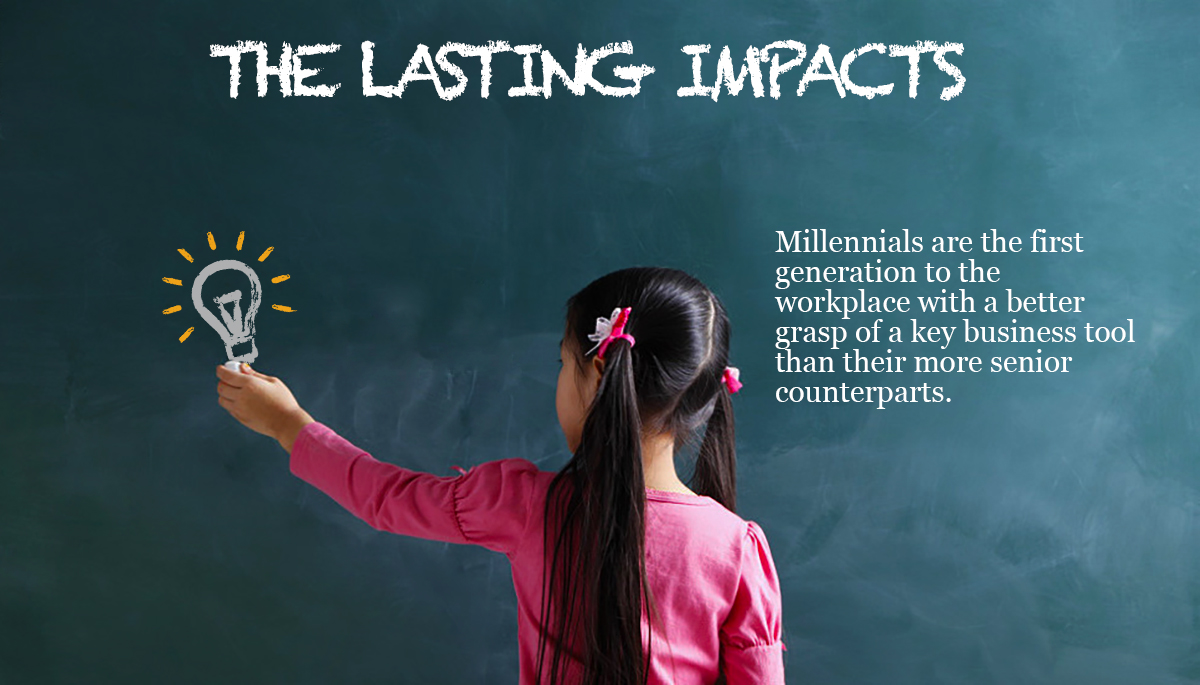 THE LASTING IMPACTS
Millennials are the first
generation to the
workplace with a better
grasp of a key business tool
than their more senior
counterparts.